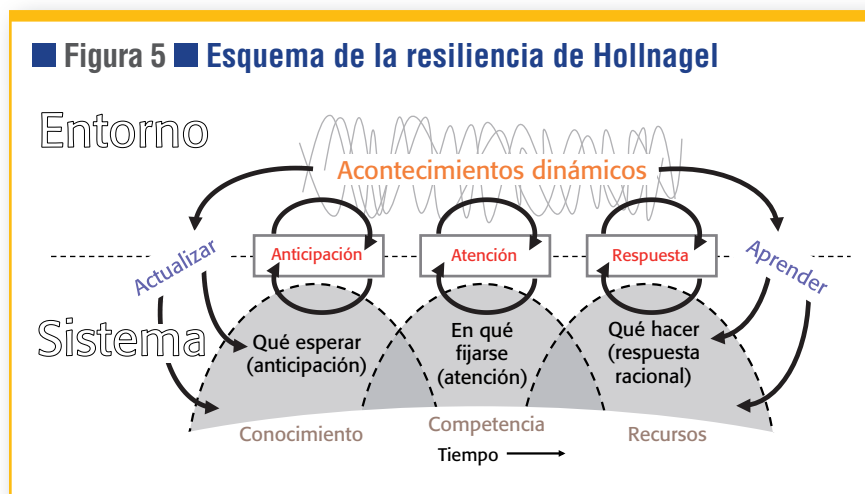 Figura 5 Esquema de la resiliencia de Hollnagel
Entorno
Acontecimientos dinámicos
Actualizar
Anticipación
Atención
Respuesta
Aprender
Sistema
Qué esperar
(anticipación)
En qué
fijarse
(atención)
Qué hacer
(respuesta
racional)
Conocimiento
Competencia
Recursos
Tiempo